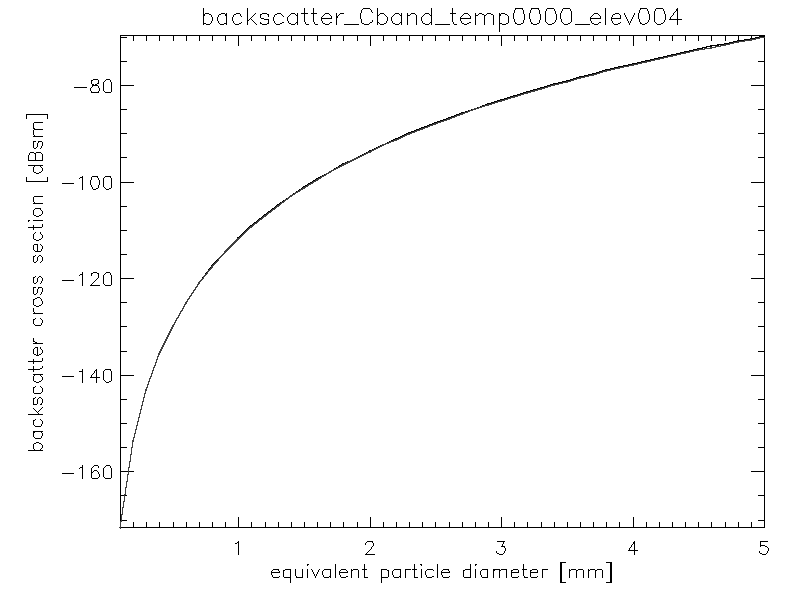 backscatter_Cband_temp0000_elev004
backscatter cross section [dBsm]
−80
−100
−120
−140
−160
1 2 3 4 5
equivalent particle diameter [mm]